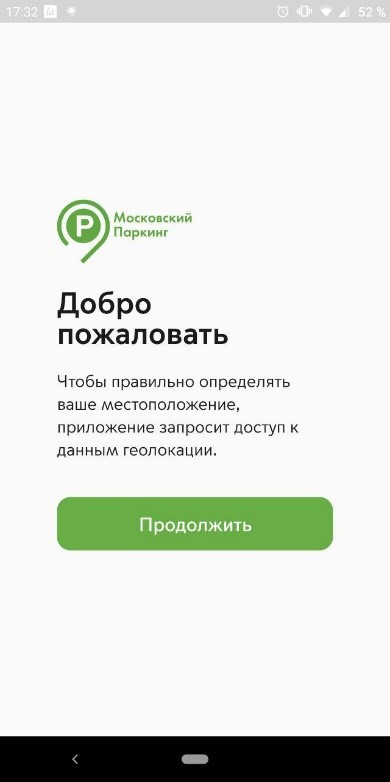 17:32 52 %
P
Московский
Паркинг
Добро
пожаловать
Чтобы правильно определять
ваше местоположение,
приложение запросит доступ к
данным геолокации.
Продолжить